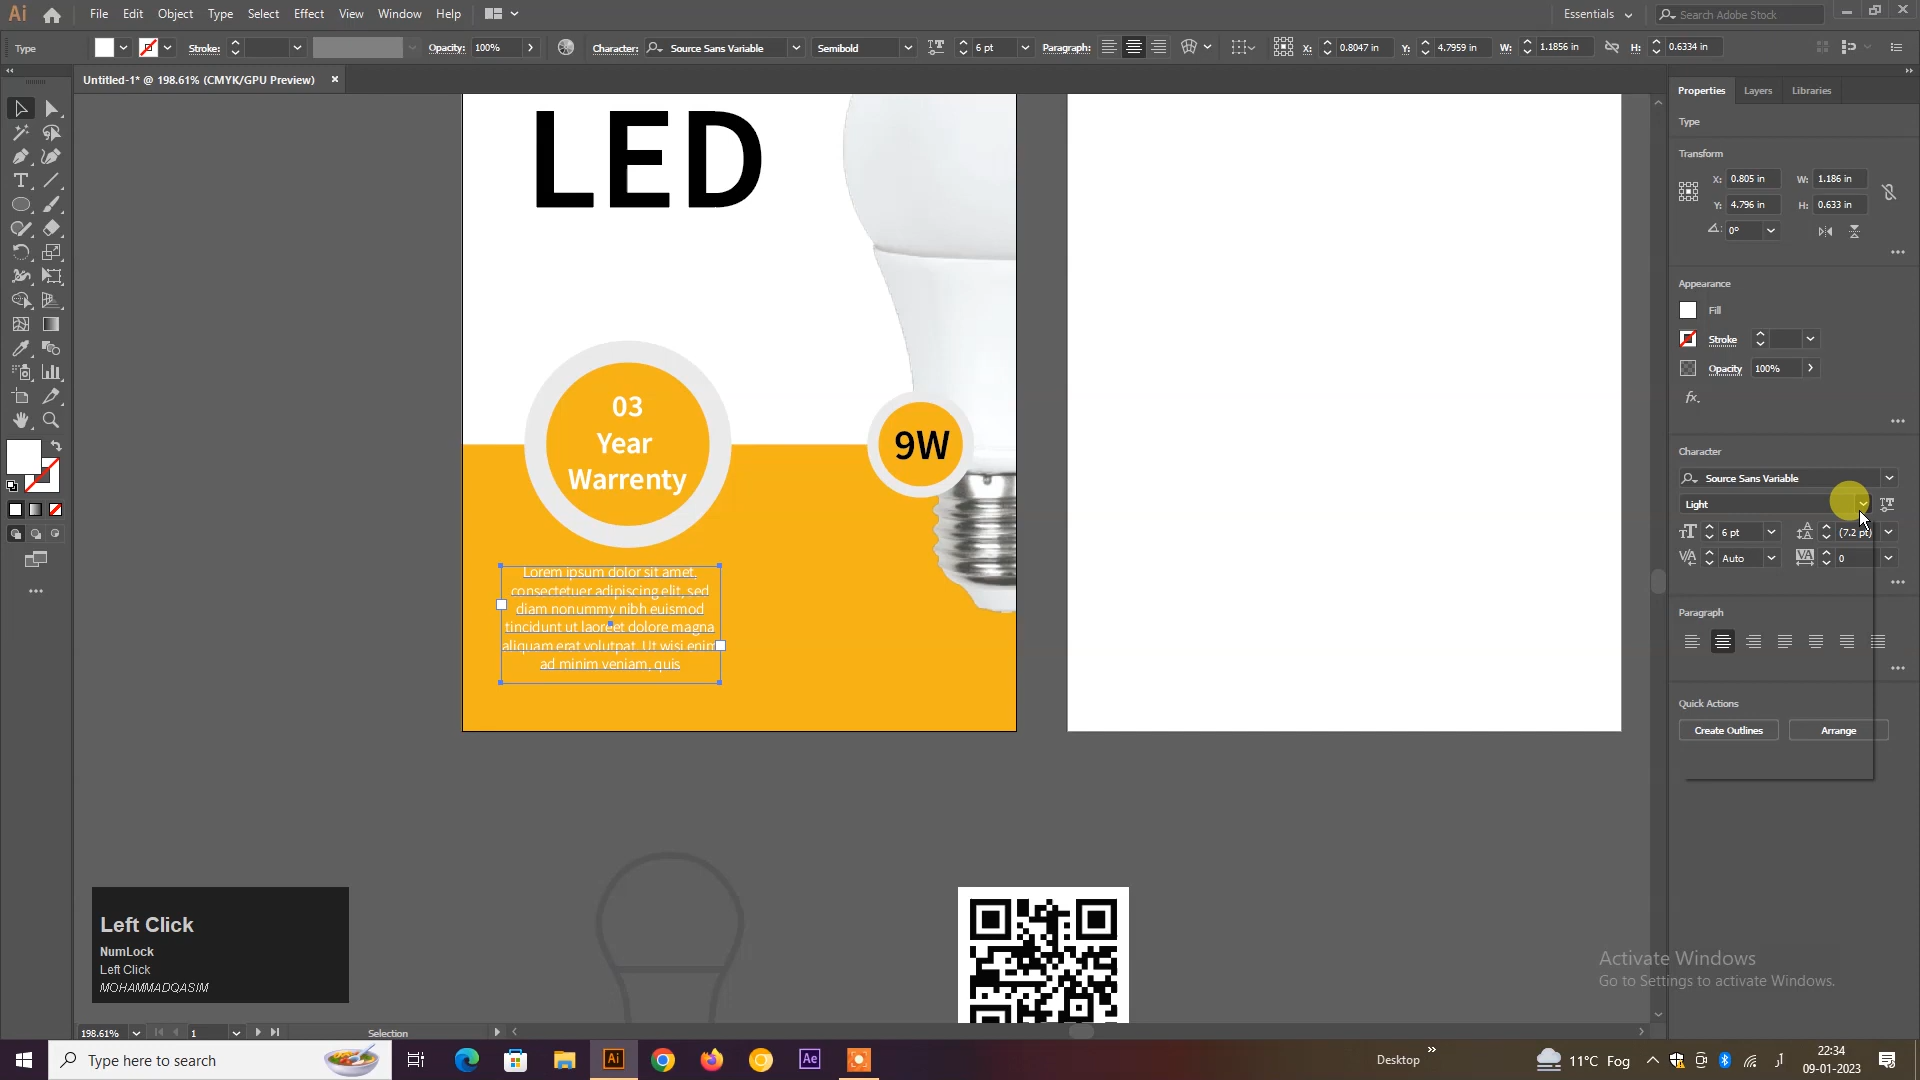 Ai File Edit Object Type Select Effect View Window Help Essentials Search Adobe Stock
Type Stroke: Opacity: 100% Character: Source Sans Variable Semibold 6 pt Paragraph: X: 0.8047 in Y: 4.7959 in W: 1.1856 in H: 0.6334 in
Untitled-1* @ 198.61% (CMYK/GPU Preview) ×
Properties Layers Libraries
Type
Transform
X: 0.805 in W: 1.186 in
Y: 4.796 in H: 0.633 in
0°
Appearance
Fill
Stroke
Opacity 100%
fx.
Character
Source Sans Variable
Light
6 pt (7.2 pt)
Auto 0
Paragraph
Quick Actions
Create Outlines Arrange
LED
03
Year
Warrenty
9W
Lorem ipsum dolor sit amet,
consectetuer adipiscing elit, sed
diam nonummy nibh euismod
tincidunt ut laoreet dolore magna
aliquam erat volutpat. Ut wisi enim
ad minim veniam, quis
Left Click
NumLock
Left Click
MOHAMMADQASIM
Activate Windows
Go to Settings to activate Windows.
198.61% 1 Selection
Type here to search Ai Ae Desktop 11°C Fog 22:34
09-01-2023